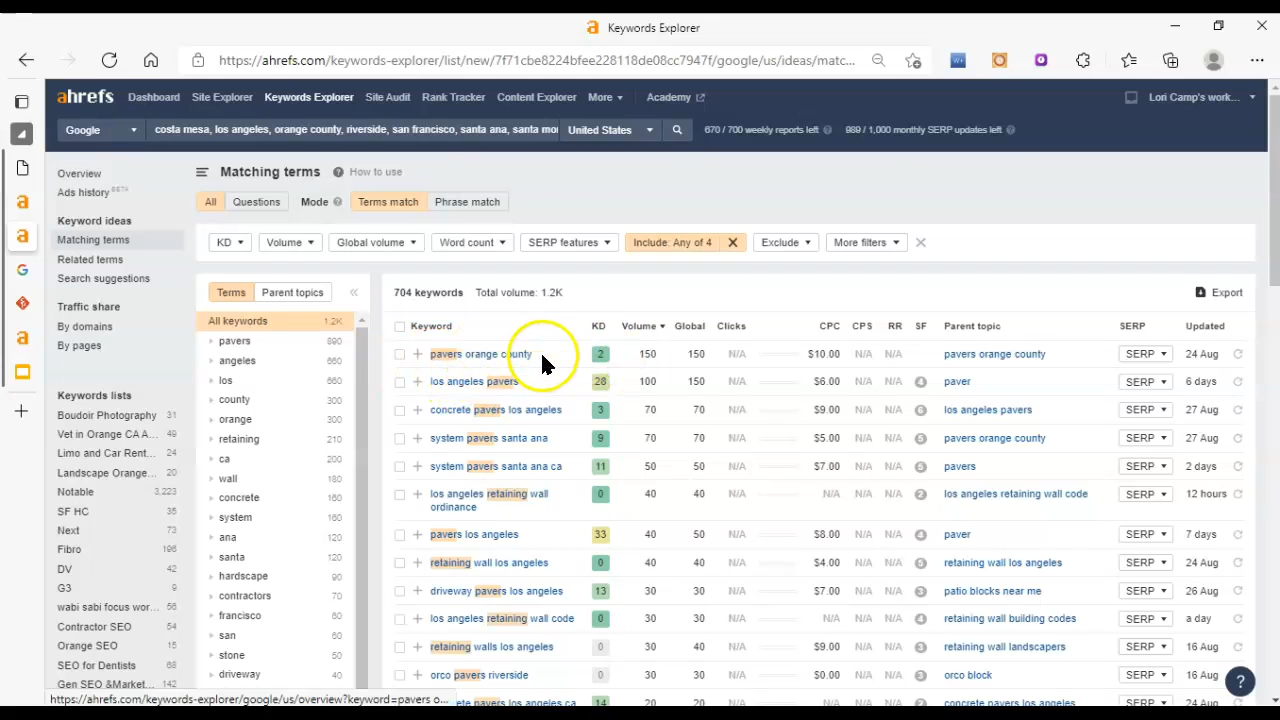 Keywords Explorer
https://ahrefs.com/keywords-explorer/list/new/7f71cbe8224bfee228118de08cc7947f/google/us/ideas/matc...
ahrefs Dashboard Site Explorer Keywords Explorer Site Audit Rank Tracker Content Explorer More Academy Lori Camp's work...
Google costa mesa, los angeles, orange county, riverside, san francisco, santa ana, santa mo United States 670 / 700 weekly reports left 989 / 1,000 monthly SERP updates left
Overview
Ads history BETA
Keyword ideas
Matching terms
Related terms
Search suggestions
Traffic share
By domains
By pages
Keywords lists
Boudoir Photography 31
Vet in Orange CA A... 49
Limo and Car Rent... 24
Landscape Orange... 20
Notable 3,223
SF HC 35
Next 73
Fibro 196
DV 42
G3 9
wabi sabi focus wor... 56
Contractor SEO 54
Orange SEO 15
SEO for Dentists 68
Gen SEO &Market... 142
Matching terms How to use
All Questions Mode Terms match Phrase match
KD Volume Global volume Word count SERP features Include: Any of 4 Exclude More filters
Terms Parent topics
All keywords 1.2K
pavers 890
angeles 660
los 660
county 300
orange 300
retaining 210
ca 200
wall 180
concrete 160
system 160
ana 120
santa 120
hardscape 90
contractors 70
francisco 60
san 60
stone 50
driveway 40
704 keywords Total volume: 1.2K Export
Keyword KD Volume Global Clicks CPC CPS RR SF Parent topic SERP Updated
pavers orange county 2 150 150 N/A $10.00 N/A N/A pavers orange county SERP 24 Aug
los angeles pavers 28 100 150 N/A $6.00 N/A N/A 4 paver SERP 6 days
concrete pavers los angeles 3 70 70 N/A $9.00 N/A N/A 6 los angeles pavers SERP 27 Aug
system pavers santa ana 9 70 70 N/A $5.00 N/A N/A 5 pavers orange county SERP 27 Aug
system pavers santa ana ca 11 50 50 N/A $7.00 N/A N/A 5 pavers SERP 2 days
los angeles retaining wall 0 40 40 N/A N/A N/A N/A 2 los angeles retaining wall code SERP 12 hours
ordinance
pavers los angeles 33 40 50 N/A $8.00 N/A N/A 4 paver SERP 7 days
retaining wall los angeles 0 40 40 N/A $4.00 N/A N/A 5 retaining wall los angeles SERP 24 Aug
driveway pavers los angeles 13 30 30 N/A $7.00 N/A N/A 3 patio blocks near me SERP 26 Aug
los angeles retaining wall code 0 30 30 N/A N/A N/A N/A 3 retaining wall building codes SERP a day
retaining walls los angeles 0 30 40 N/A $9.00 N/A N/A 3 retaining wall landscapers SERP 16 Aug
orco pavers riverside 0 30 30 N/A $0.00 N/A N/A 3 orco block SERP 16 Aug
concrete pavers los angeles ca 14 20 20 N/A N/A N/A concrete pavers los angeles SERP 24 Aug
https://ahrefs.com/keywords-explorer/google/us/overview?keyword=pavers o...